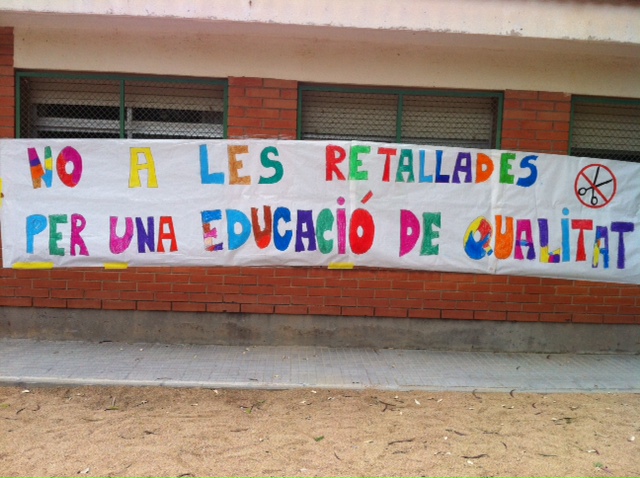 NO A LES RETALLADES
PER UNA EDUCACIÓ DE QUALITAT